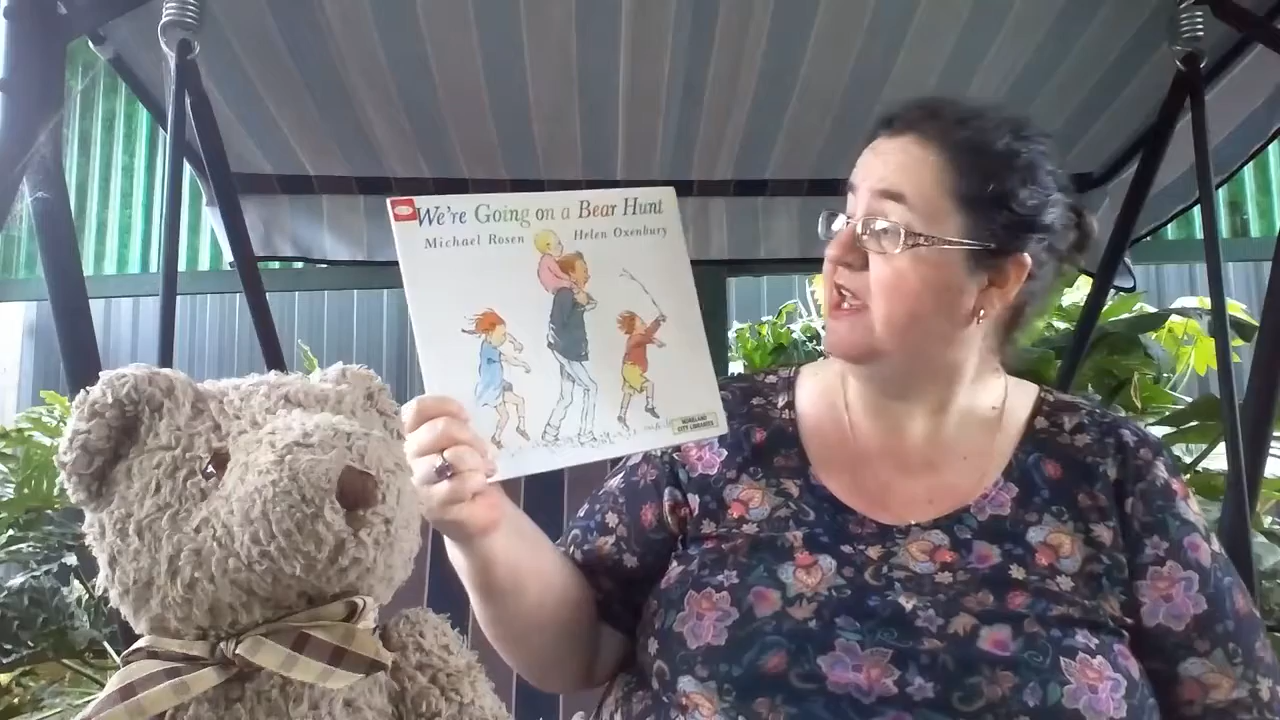 We're Going on a Bear Hunt
Michael Rosen Helen Oxenbury
MORELAND
CITY LIBRARIES